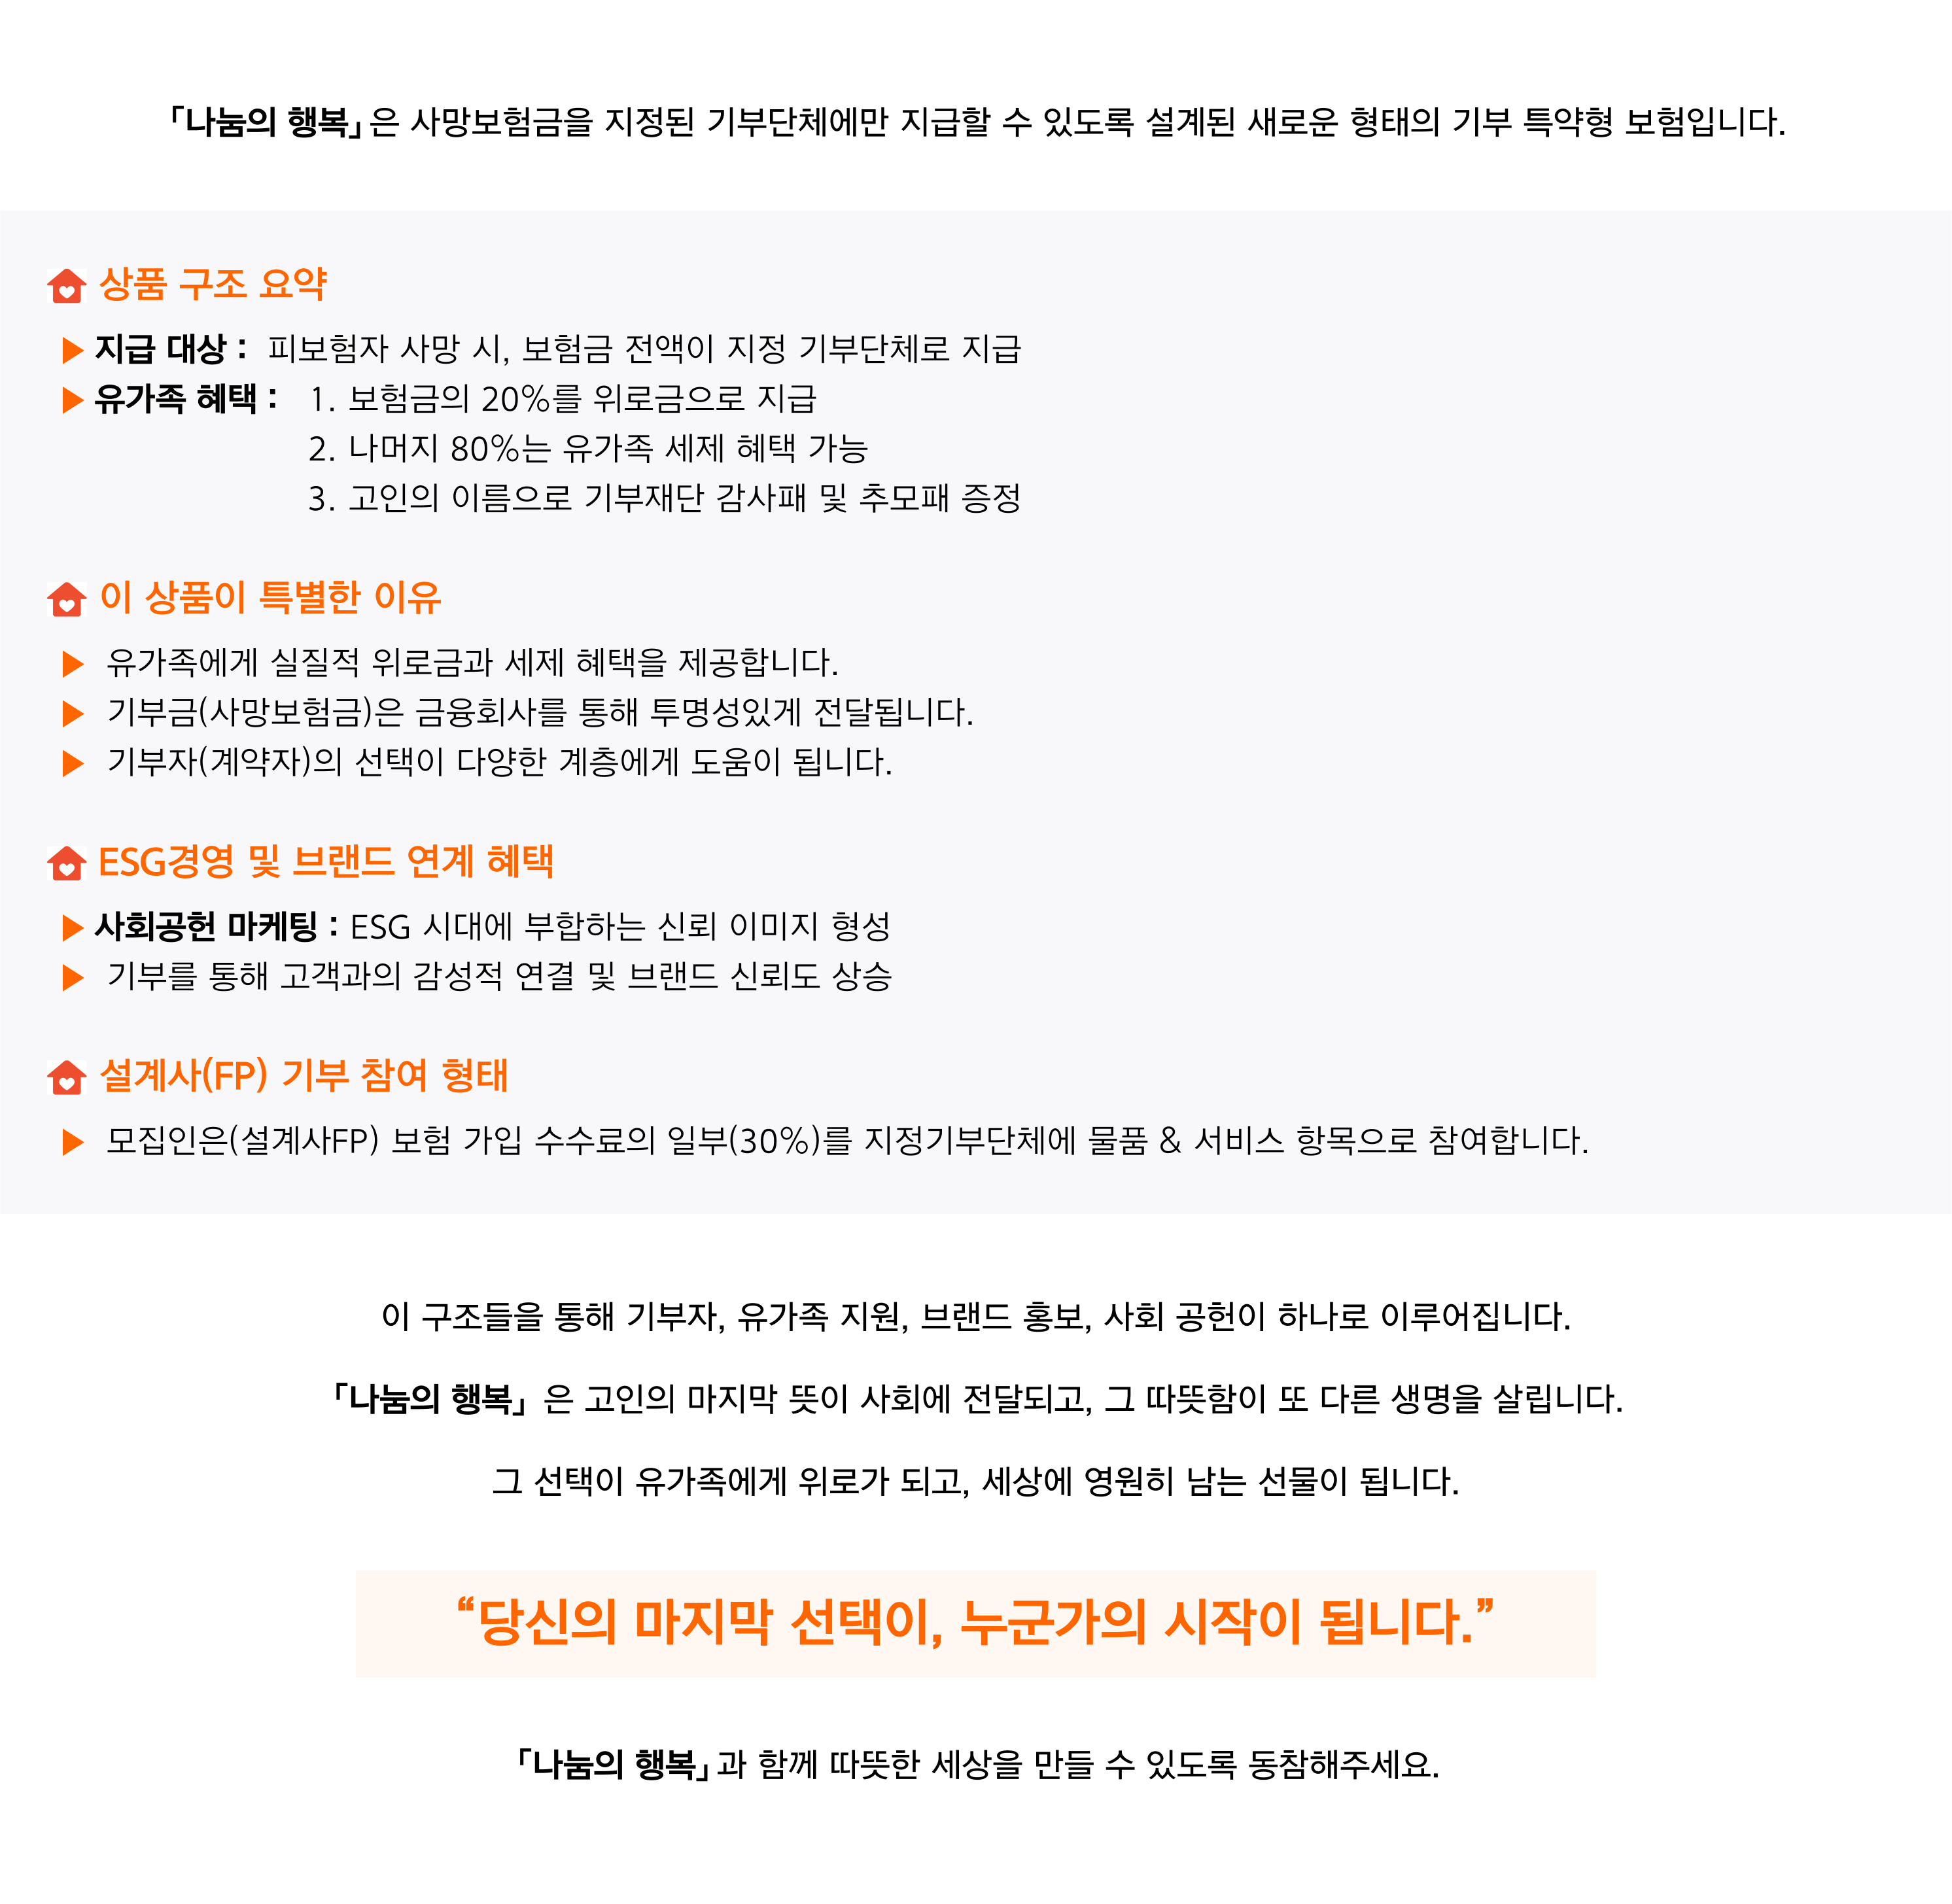 「나눔의 행복」은 사망보험금을 지정된 기부단체에만 지급할 수 있도록 설계된 새로운 형태의 기부 특약형 보험입니다.
상품 구조 요약
▶ 지급 대상 : 피보험자 사망 시, 보험금 전액이 지정 기부단체로 지급
▶ 유가족 혜택 : 1. 보험금의 20%를 위로금으로 지급
2. 나머지 80%는 유가족 세제 혜택 가능
3. 고인의 이름으로 기부재단 감사패 및 추모패 증정
이 상품이 특별한 이유
▶ 유가족에게 실질적 위로금과 세제 혜택을 제공합니다.
▶ 기부금(사망보험금)은 금융회사를 통해 투명성있게 전달됩니다.
▶ 기부자(계약자)의 선택이 다양한 계층에게 도움이 됩니다.
ESG경영 및 브랜드 연계 혜택
▶ 사회공헌 마케팅 : ESG 시대에 부합하는 신뢰 이미지 형성
▶ 기부를 통해 고객과의 감성적 연결 및 브랜드 신뢰도 상승
설계사(FP) 기부 참여 형태
▶ 모집인은(설계사FP) 보험 가입 수수료의 일부(30%)를 지정기부단체에 물품 & 서비스 항목으로 참여합니다.
이 구조들을 통해 기부자, 유가족 지원, 브랜드 홍보, 사회 공헌이 하나로 이루어집니다.
「나눔의 행복」 은 고인의 마지막 뜻이 사회에 전달되고, 그 따뜻함이 또 다른 생명을 살립니다.
그 선택이 유가족에게 위로가 되고, 세상에 영원히 남는 선물이 됩니다.
“당신의 마지막 선택이, 누군가의 시작이 됩니다.”
「나눔의 행복」과 함께 따뜻한 세상을 만들 수 있도록 동참해주세요.